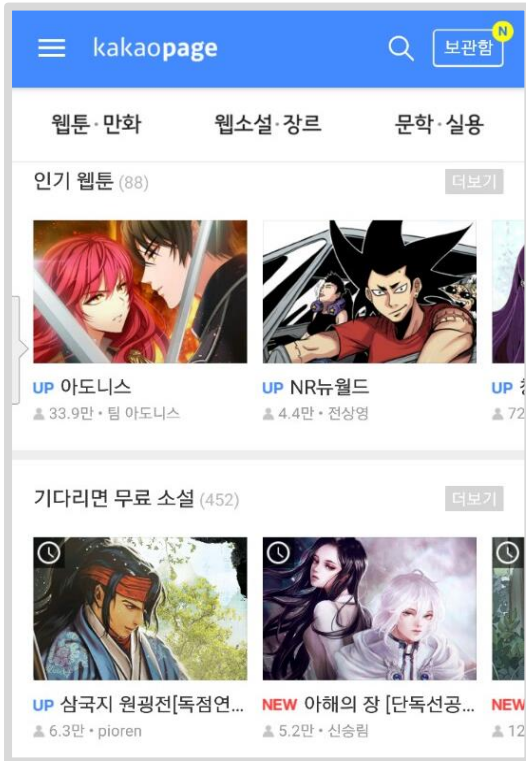 kakaopage
N
보관함
웹툰·만화 웹소설·장르 문학·실용
인기 웹툰 (88) 더보기
UP 아도니스 UP NR뉴월드 UP
33.9만 • 팀 아도니스 4.4만 • 전상영 72
기다리면 무료 소설 (452) 더보기
UP 삼국지 원굉전[독점연... NEW 아해의 장 [단독선공... NEW
6.3만 • pioren 5.2만 • 신승림 12